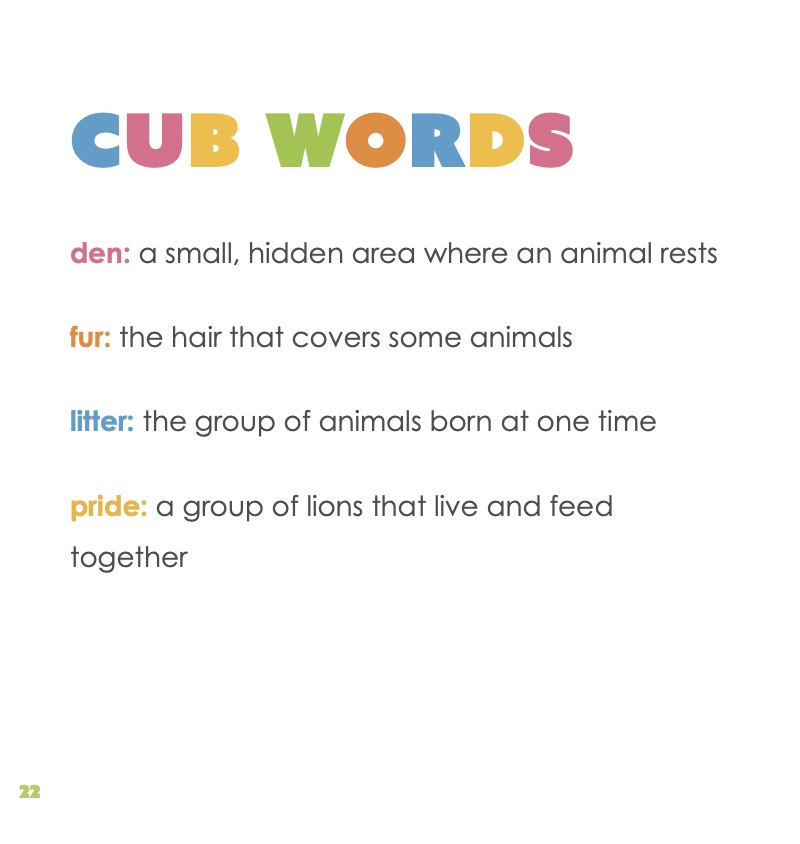 CUB WORDS
den: a small, hidden area where an animal rests
fur: the hair that covers some animals
litter: the group of animals born at one time
pride: a group of lions that live and feed
together
22